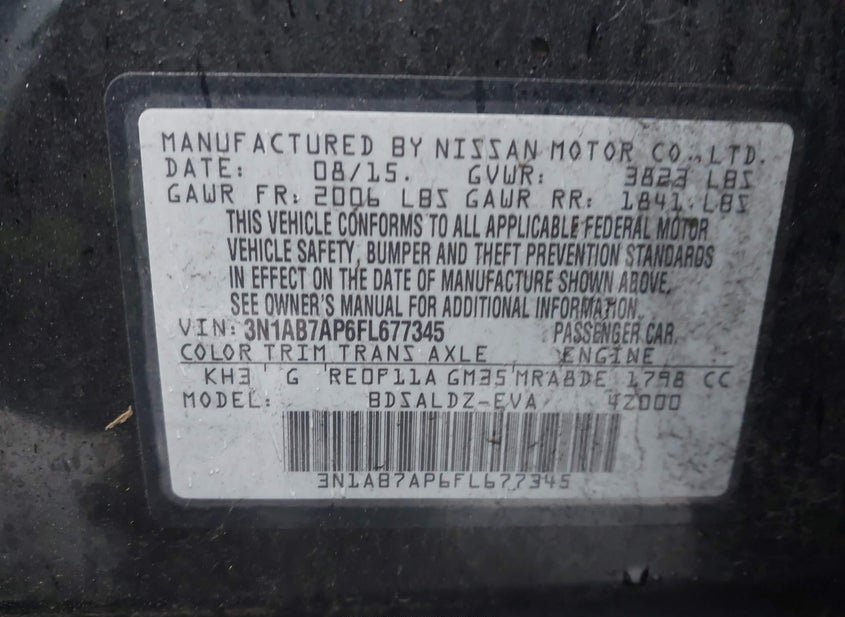 MANUFACTURED BY NISSAN MOTOR CO., LTD.
DATE: 08/15. GVWR: 3823 LBS
GAWR FR: 2006 LBS GAWR RR: 1841 LBS
THIS VEHICLE CONFORMS TO ALL APPLICABLE FEDERAL MOTOR
VEHICLE SAFETY, BUMPER AND THEFT PREVENTION STANDARDS
IN EFFECT ON THE DATE OF MANUFACTURE SHOWN ABOVE.
SEE OWNER'S MANUAL FOR ADDITIONAL INFORMATION.
VIN: 3N1AB7AP6FL677345 PASSENGER CAR.
COLOR TRIM TRANS AXLE ENGINE
KH3 G RE0F11A GM35 MRA8DE 1798 CC
MODEL: BDSALDZ-EVA 42000
3N1AB7AP6FL677345